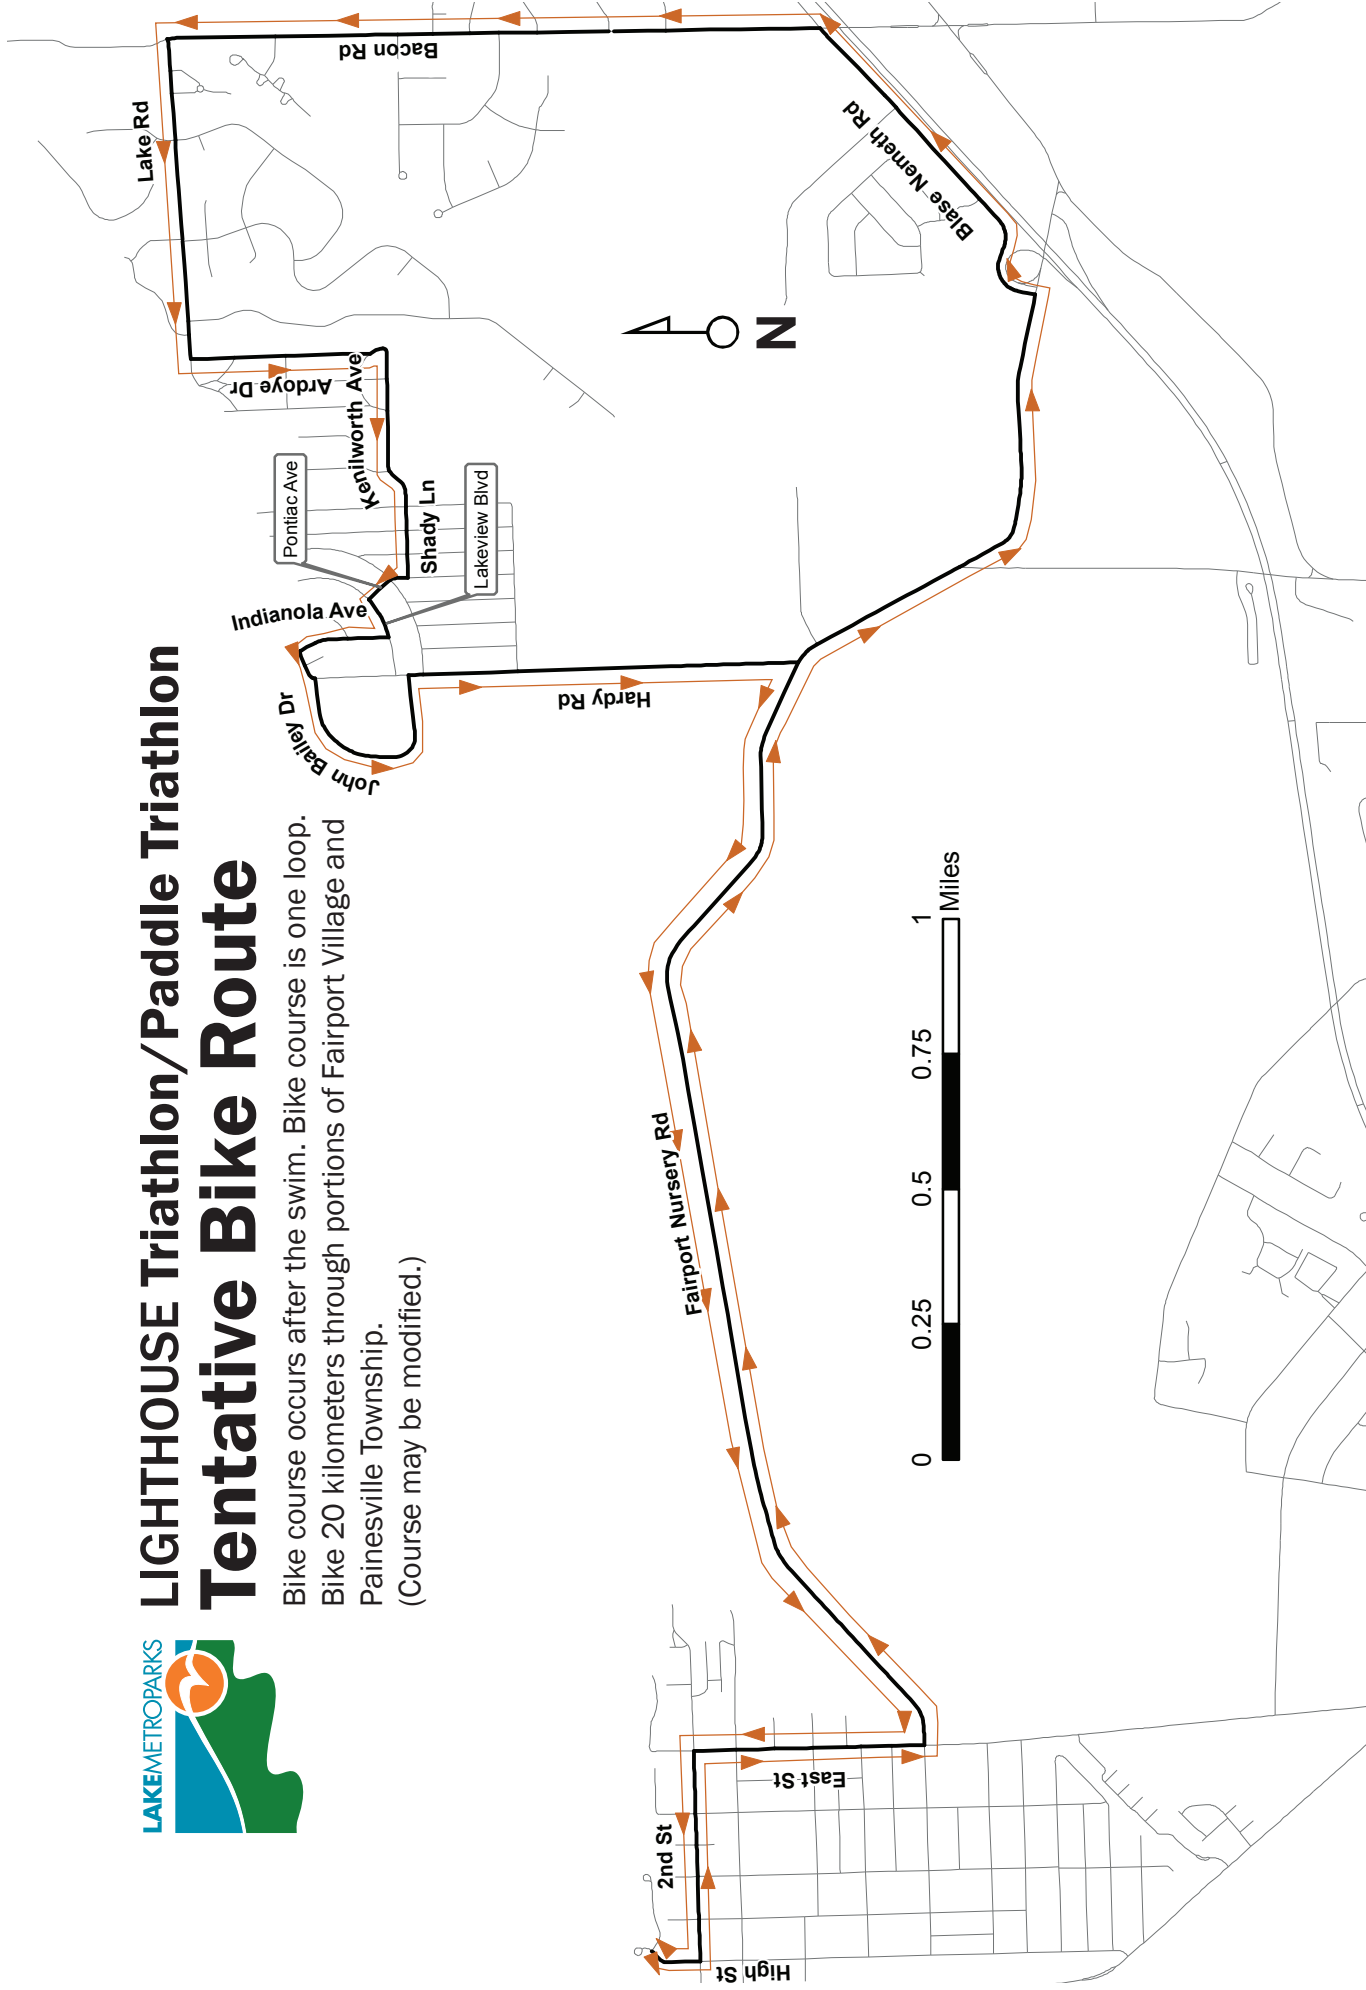 LAKEMETROPARKS
LIGHTHOUSE Triathlon/Paddle Triathlon
Tentative Bike Route
Bike course occurs after the swim. Bike course is one loop.
Bike 20 kilometers through portions of Fairport Village and
Painesville Township.
(Course may be modified.)
John Bailey Dr
Indianola Ave
Pontiac Ave
Kenilworth Ave
Shady Ln
Lakeview Blvd
Ardoye Dr
Lake Rd
Bacon Rd
Hardy Rd
N
Blase Nemeth Rd
Fairport Nursery Rd
2nd St
High St
East St
0 0.25 0.5 0.75 1
Miles